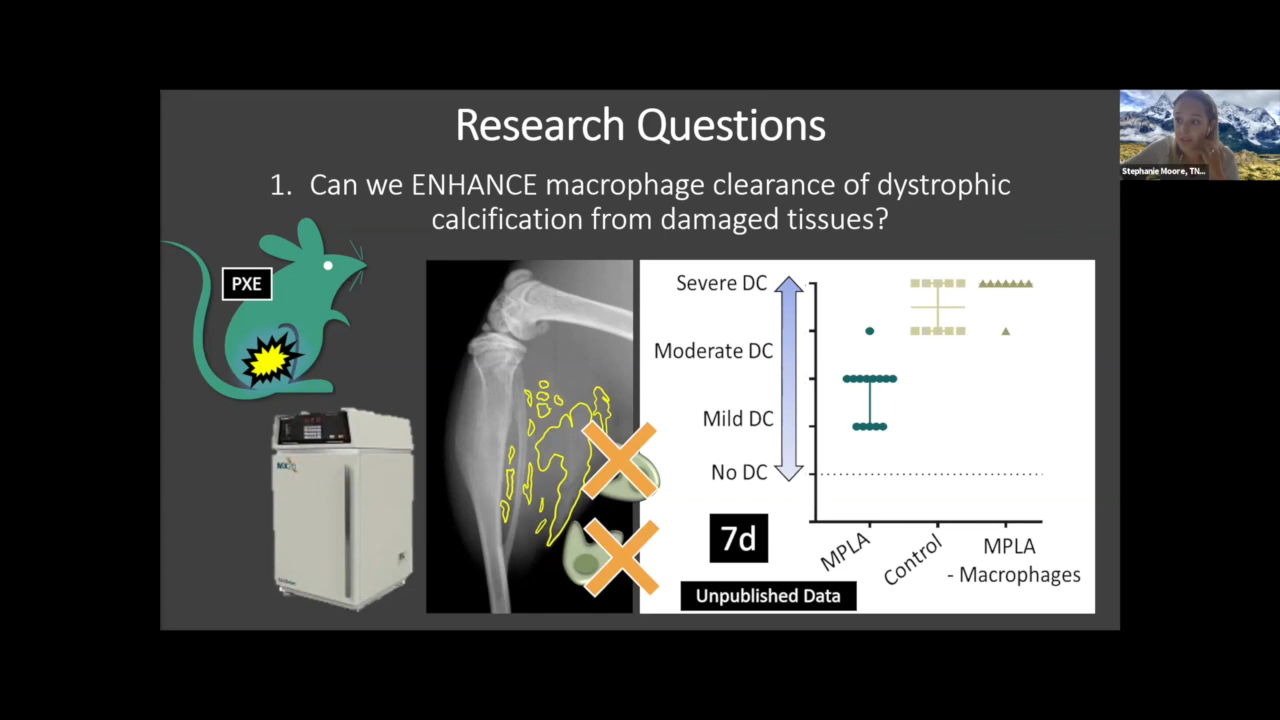 Research Questions
1. Can we ENHANCE macrophage clearance of dystrophic
calcification from damaged tissues?
Stephanie Moore, TN...
PXE
Severe DC
Moderate DC
Mild DC
No DC
7d
Unpublished Data
MPLA
Control
MPLA
- Macrophages